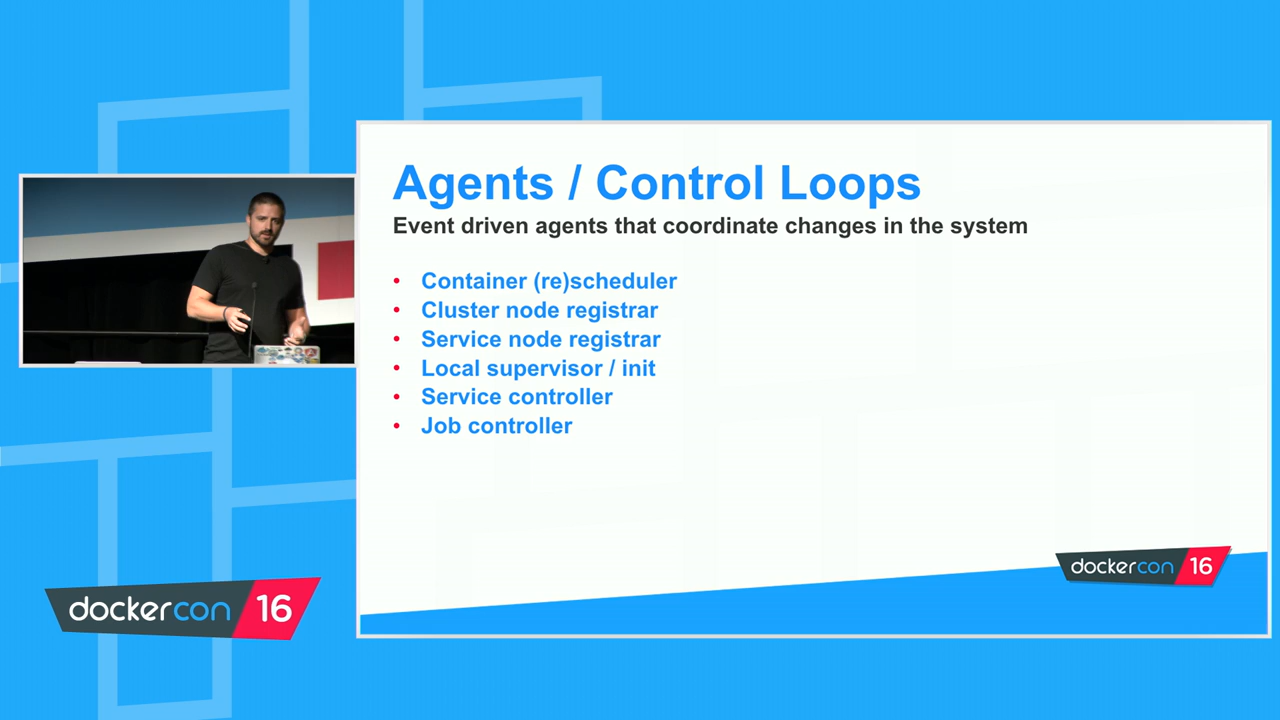 Agents / Control Loops
Event driven agents that coordinate changes in the system
• Container (re)scheduler
• Cluster node registrar
• Service node registrar
• Local supervisor / init
• Service controller
• Job controller
dockercon 16
dockercon 16